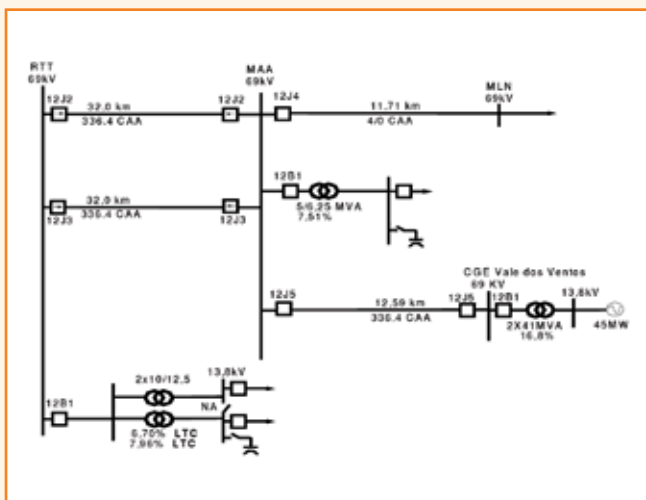 RTT
69kV
MAA
69kV
MLN
69kV
12J2
32,0 km
336.4 CAA
12J2
12J4
11,71 km
4/0 CAA
12J3
32,0 km
336.4 CAA
12J3
12B1
5/6,25 MVA
7,51%
12J5
12,59 km
336.4 CAA
12J5
CGE Vale dos Ventos
69 KV
12B1
2X41MVA
16,8%
13,8kV
45MW
12B1
2x10/12,5
13,8kV
NA
6,70% LTC
7,96% LTC